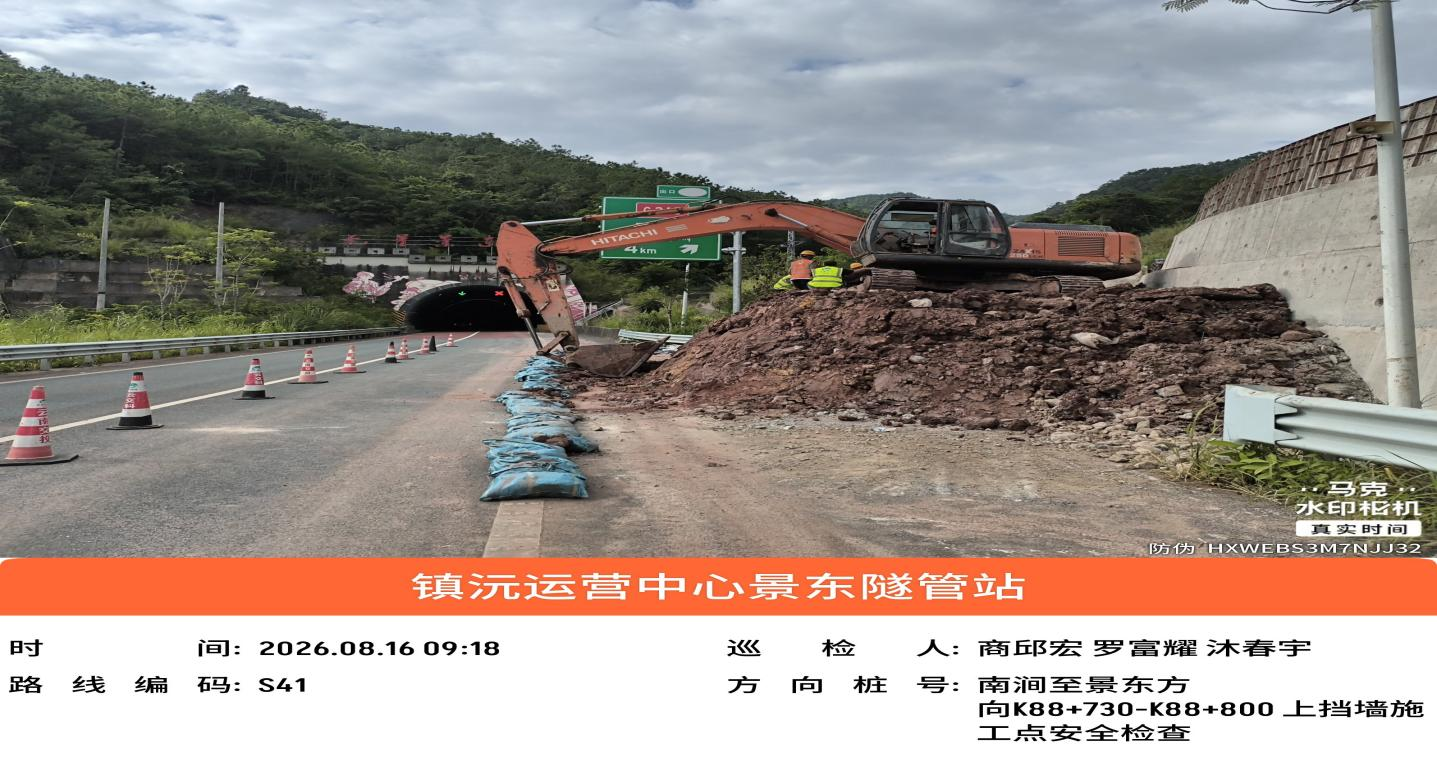 HITACHI
4 km
马克
水印相机
真实时间
防伪 HXWEBS3M7NJJ32
镇沅运营中心景东隧管站
时间: 2026.08.16 09:18
路线编码: S41
巡检人: 商邱宏 罗富耀 沐春宇
方向桩号: 南涧至景东方
向K88+730-K88+800 上挡墙施
工点安全检查